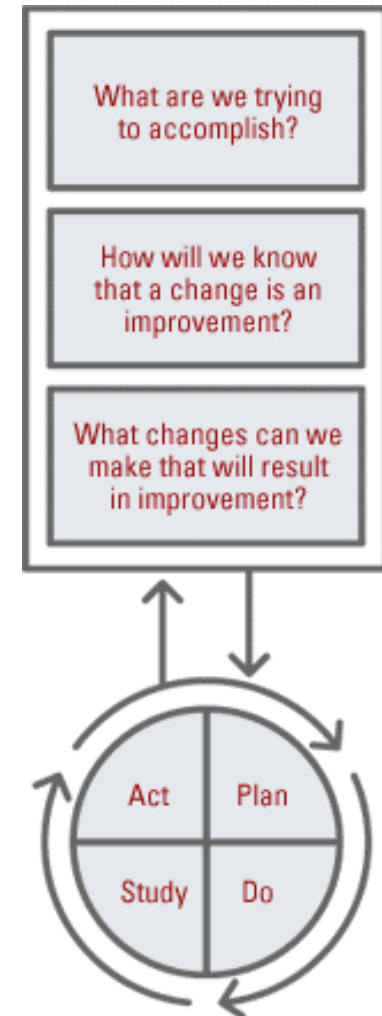 What are we trying
to accomplish?
How will we know
that a change is an
improvement?
What changes can we
make that will result
in improvement?
Act Plan
Study Do